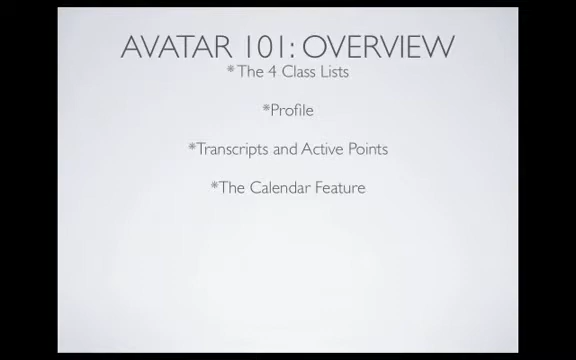 AVATAR 101: OVERVIEW
* The 4 Class Lists
*Profile
*Transcripts and Active Points
*The Calendar Feature